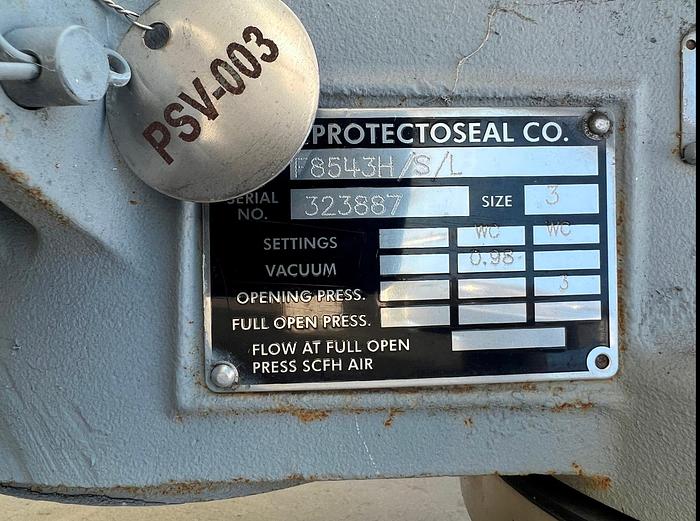 PSV-003
PROTECTOSEAL CO.
F8543H/S/L
SERIAL NO. 323887 SIZE 3
SETTINGS WC WC
VACUUM 0.98
OPENING PRESS. 3
FULL OPEN PRESS.
FLOW AT FULL OPEN
PRESS SCFH AIR